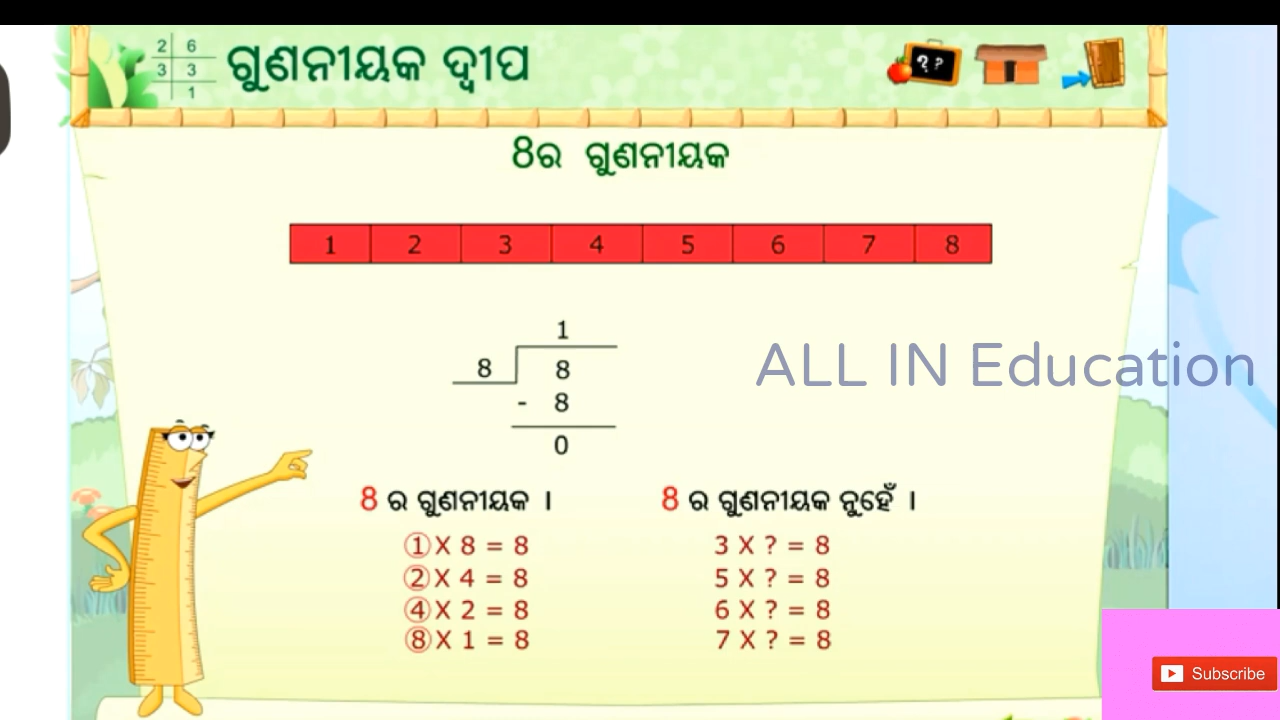 2 6
3 3
1
ଗୁଣନୀୟକ ଦ୍ୱୀପ
? ?
8ର ଗୁଣନୀୟକ
1 2 3 4 5 6 7 8
1
8 8
- 8
0
8 ର ଗୁଣନୀୟକ ।
1 X 8 = 8
2 X 4 = 8
4 X 2 = 8
8 X 1 = 8
8 ର ଗୁଣନୀୟକ ନୁହେଁ ।
3 X ? = 8
5 X ? = 8
6 X ? = 8
7 X ? = 8
ALL IN Education
Subscribe